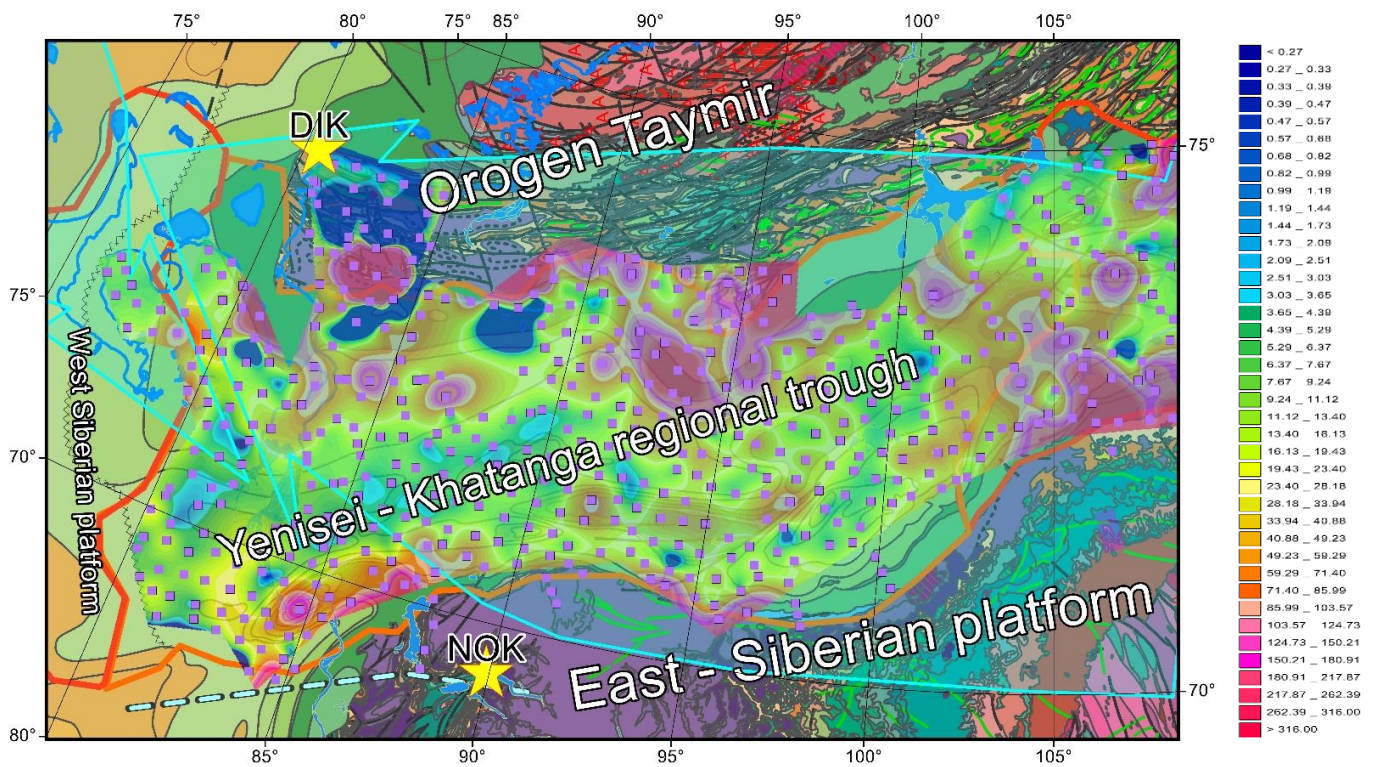 75° 80° 75° 85° 90° 95° 100° 105°
DIK
Orogen Taymir
75°
75°
West Siberian platform
Yenisei - Khatanga regional trough
70°
NOK
East - Siberian platform
70°
80°
85° 90° 95° 100° 105°
< 0.27
0.27 _ 0.33
0.33 _ 0.39
0.39 _ 0.47
0.47 _ 0.57
0.57 _ 0.68
0.68 _ 0.82
0.82 _ 0.99
0.99 1.19
1.19 _ 1.44
1.44 _ 1.73
1.73 _ 2.09
2.09 _ 2.51
2.51 _ 3.03
3.03 _ 3.65
3.65 _ 4.39
4.39 _ 5.29
5.29 _ 6.37
6.37 _ 7.67
7.67 9.24
9.24 _ 11.12
11.12 _ 13.40
13.40 _ 16.13
16.13 _ 19.43
19.43 _ 23.40
23.40 _ 28.18
28.18 _ 33.94
33.94 _ 40.88
40.88 _ 49.23
49.23 _ 59.29
59.29 _ 71.40
71.40 _ 85.99
85.99 _ 103.57
103.57 124.73
124.73 _ 150.21
150.21 _ 180.91
180.91 _ 217.87
217.87 _ 262.39
262.39 _ 316.00
> 316.00